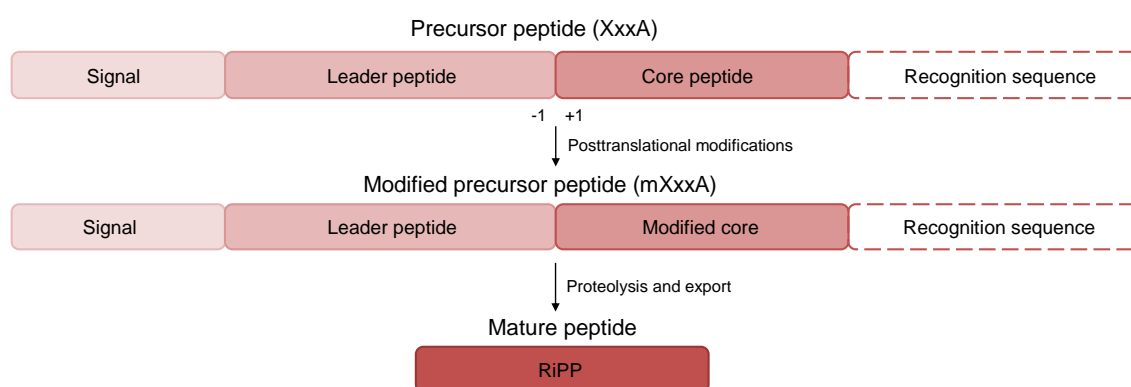 Precursor peptide (XxxA)
Signal Leader peptide Core peptide Recognition sequence
-1 +1
Posttranslational modifications
Modified precursor peptide (mXxxA)
Signal Leader peptide Modified core Recognition sequence
Proteolysis and export
Mature peptide
RiPP